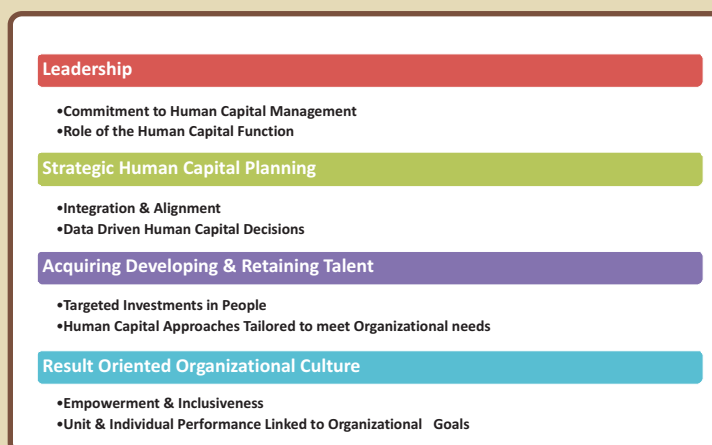 Leadership
•Commitment to Human Capital Management
•Role of the Human Capital Function
Strategic Human Capital Planning
•Integration & Alignment
•Data Driven Human Capital Decisions
Acquiring Developing & Retaining Talent
•Targeted Investments in People
•Human Capital Approaches Tailored to meet Organizational needs
Result Oriented Organizational Culture
•Empowerment & Inclusiveness
•Unit & Individual Performance Linked to Organizational Goals